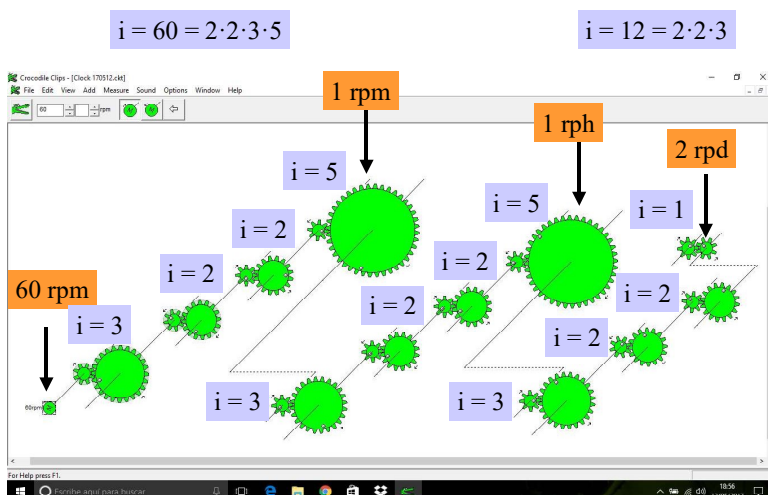 i = 60 = 2·2·3·5
i = 12 = 2·2·3
Crocodile Clips - [Clock 170512.ckt]
File Edit View Add Measure Sound Options Window Help
60 rpm
1 rpm
1 rph
2 rpd
i = 5
i = 5
i = 1
i = 2
i = 2
i = 2
i = 2
60 rpm
i = 3
i = 2
i = 2
i = 3
i = 3
60rpm
For Help press F1.
Escribe aquí para buscar
18:56